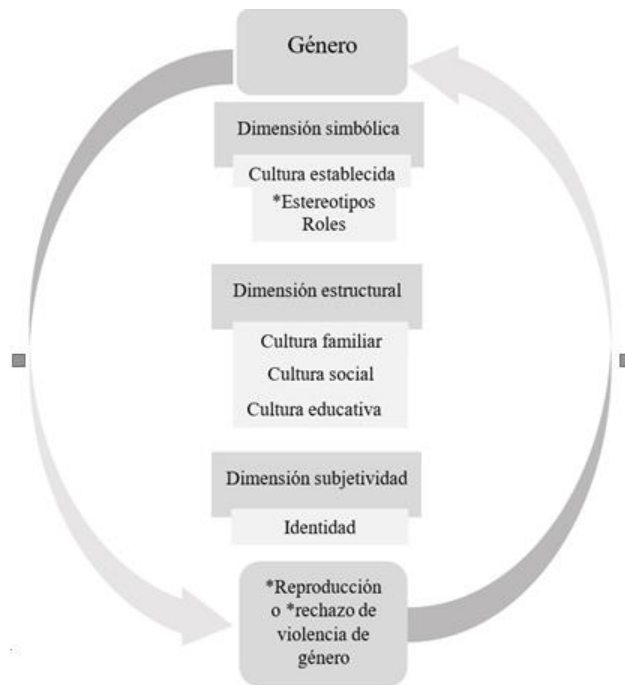 Género
Dimensión simbólica
Cultura establecida
*Estereotipos
Roles
Dimensión estructural
Cultura familiar
Cultura social
Cultura educativa
Dimensión subjetividad
Identidad
*Reproducción
o *rechazo de
violencia de
género